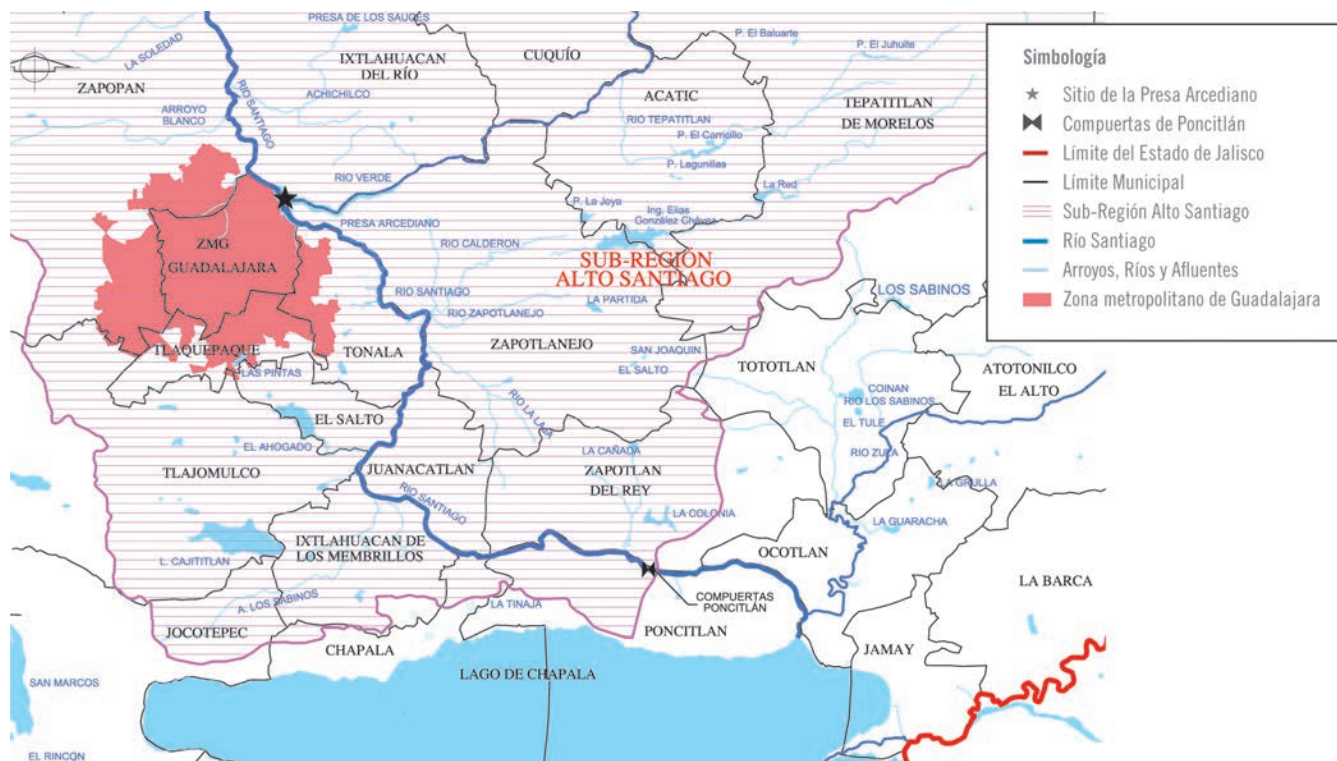 PRESA DE LOS SAUCES
LA SOLEDAD
IXTLAHUACAN
DEL RÍO
CUQUÍO
P. El Baluarte
P. El Juhuite
ZAPOPAN
ACHICHILCO
ACATIC
TEPATITLAN
DE MORELOS
ARROYO
BLANCO
RIO SANTIAGO
RIO TEPATITLAN
P. El Carricillo
P. Lagunillas
RIO VERDE
La Red
P. La Joya
Ing. Elias
González Chávez
PRESA ARCEDIANO
ZMG
GUADALAJARA
RIO CALDERON
SUB-REGIÓN
ALTO SANTIAGO
RIO SANTIAGO
LA PARTIDA
LOS SABINOS
RIO ZAPOTLANEJO
TLAQUEPAQUE
TONALA
ZAPOTLANEJO
SAN JOAQUIN
EL SALTO
LAS PINTAS
TOTOTLAN
ATOTONILCO
EL ALTO
COINAN
RIO LOS SABINOS
RIO LA LAJA
EL SALTO
EL TULE
EL AHOGADO
LA CAÑADA
RIO ZULA
TLAJOMULCO
JUANACATLAN
ZAPOTLAN
DEL REY
LA GRULLA
RIO SANTIAGO
LA COLONIA
LA GUARACHA
IXTLAHUACAN DE
LOS MEMBRILLOS
OCOTLAN
L. CAJITITLAN
LA BARCA
COMPUERTAS
PONCITLÁN
A. LOS SABINOS
LA TINAJA
JOCOTEPEC
PONCITLAN
CHAPALA
JAMAY
LAGO DE CHAPALA
SAN MARCOS
EL RINCON
Simbología
Sitio de la Presa Arcediano
Compuertas de Poncitlán
Límite del Estado de Jalisco
Límite Municipal
Sub-Región Alto Santiago
Río Santiago
Arroyos, Ríos y Afluentes
Zona metropolitano de Guadalajara